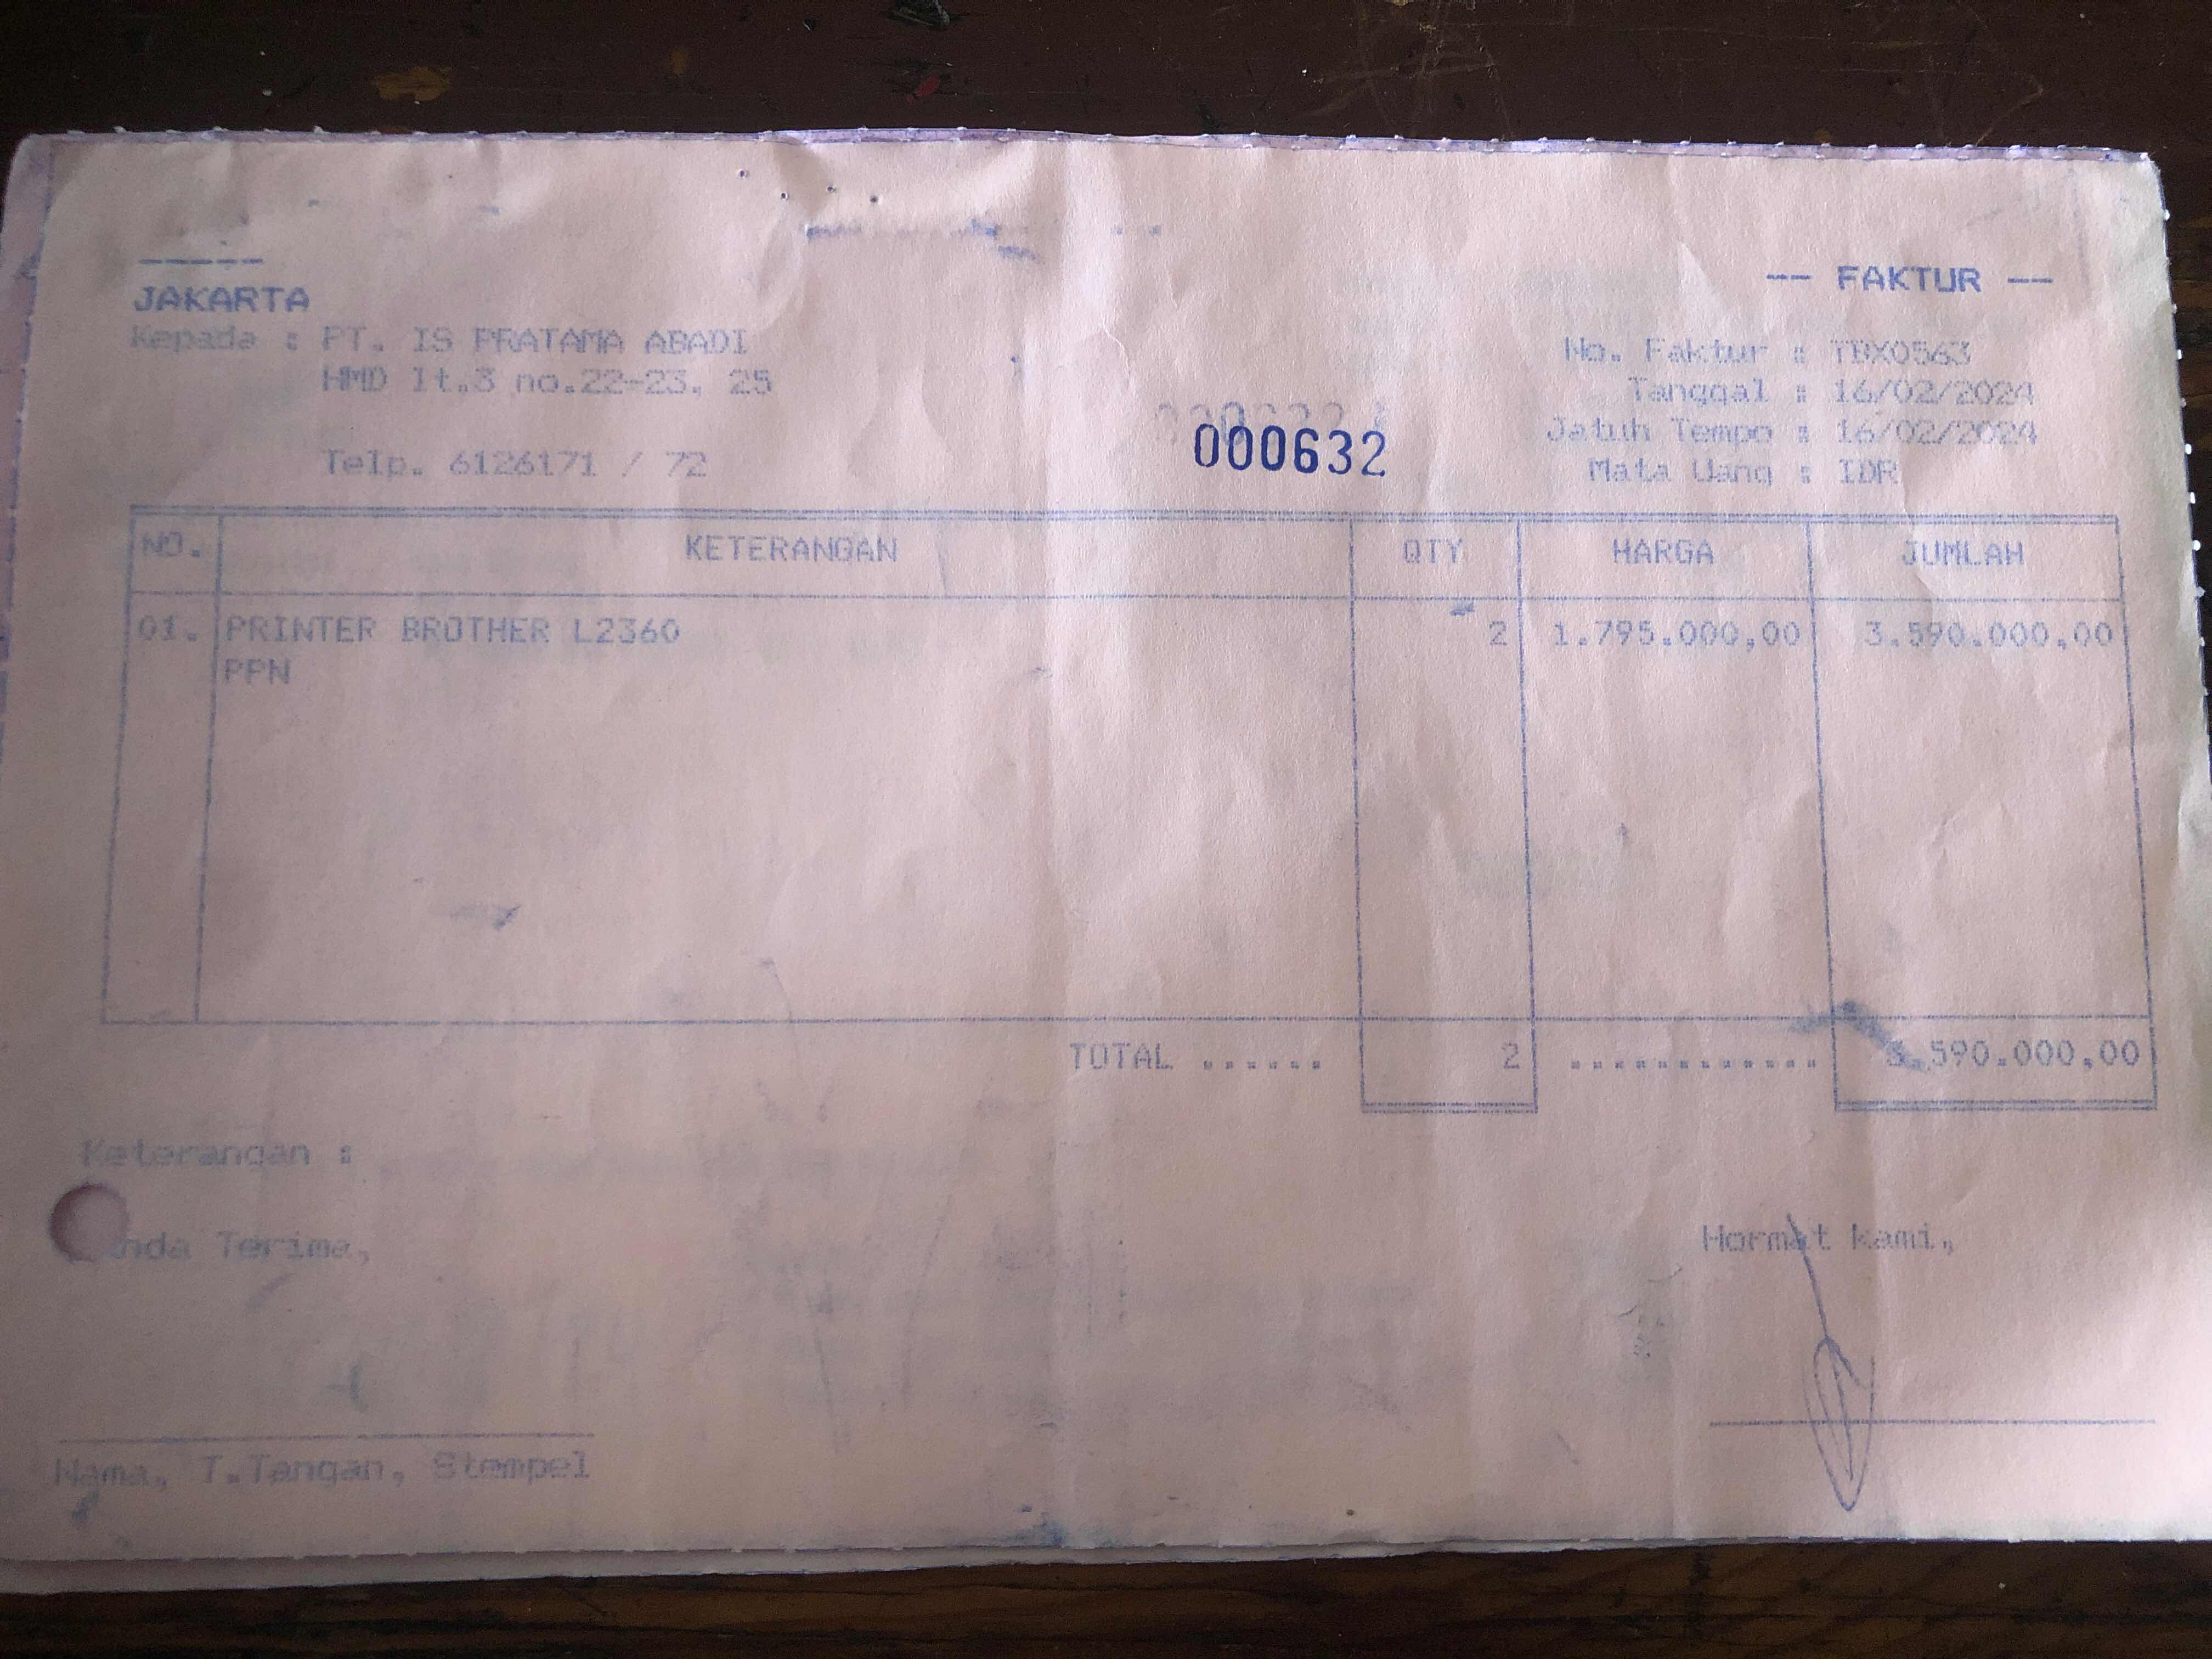 -----
JAKARTA
-- FAKTUR --
Kepada : PT. IS PRATAMA ABADI
HMD lt.3 no.22-23, 25
Telp. 6126171 / 72
000632
No. Faktur : TBX0563
Tanggal : 16/02/2024
Jatuh Tempo : 16/02/2024
Mata Uang : IDR
NO. KETERANGAN QTY HARGA JUMLAH
01. PRINTER BROTHER L2360 2 1.795.000,00 3.590.000,00
PPN
TOTAL ...... 2 ............. 3.590.000,00
Keterangan :
nda Terima,
Hormat Kami,
Nama, T.Tangan, Stempel